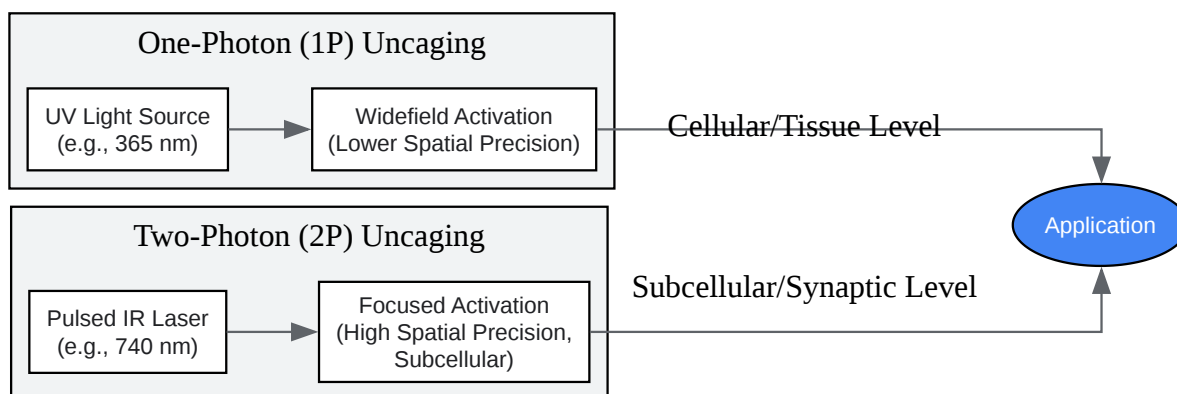 One-Photon (1P) Uncaging
UV Light Source
(e.g., 365 nm)
Widefield Activation
(Lower Spatial Precision)
Cellular/Tissue Level
Two-Photon (2P) Uncaging
Pulsed IR Laser
(e.g., 740 nm)
Focused Activation
(High Spatial Precision,
Subcellular)
Subcellular/Synaptic Level
Application